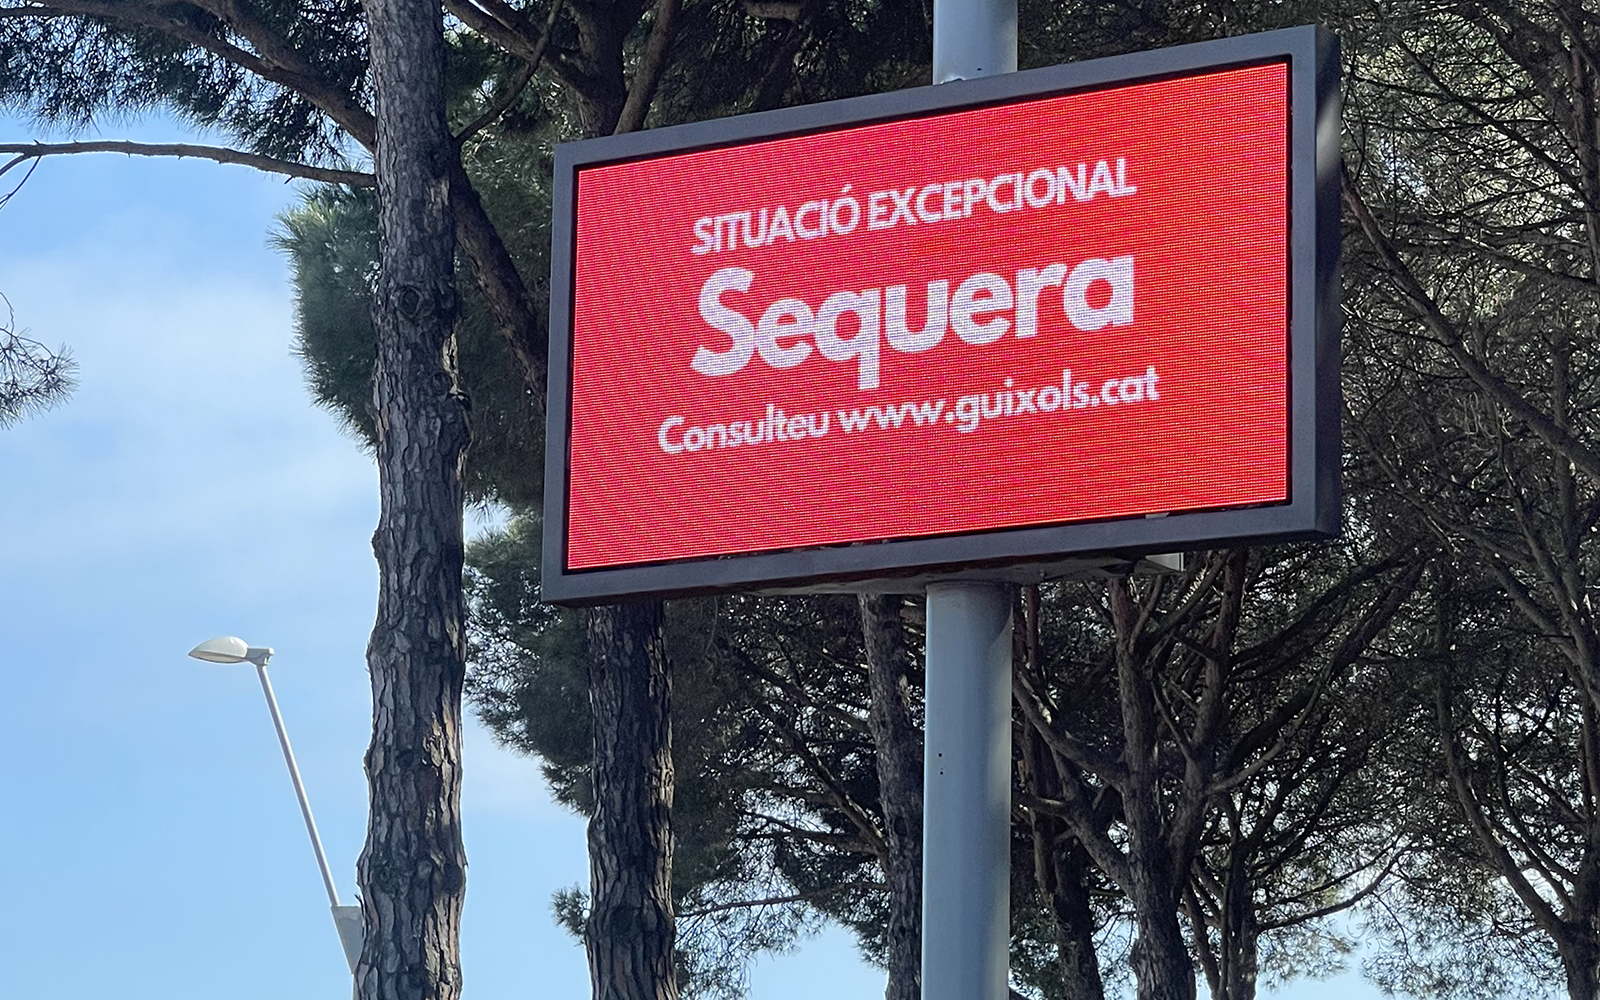 SITUACIÓ EXCEPCIONAL
Sequera
Consulteu www.guixols.cat